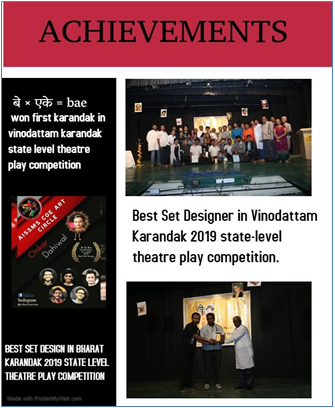 ACHIEVEMENTS
बे × एके = bae
won first karandak in
vinodattam karandak
state level theatre
play competition
AISSMS COE ART
CIRCLE
Onkar
Dahiwal
Instagram
BEST SET DESIGN IN BHARAT
KARANDAK 2019 STATE LEVEL
THEATRE PLAY COMPETITION
Made with PosterMyWall.com
Best Set Designer in Vinodattam
Karandak 2019 state-level
theatre play competition.